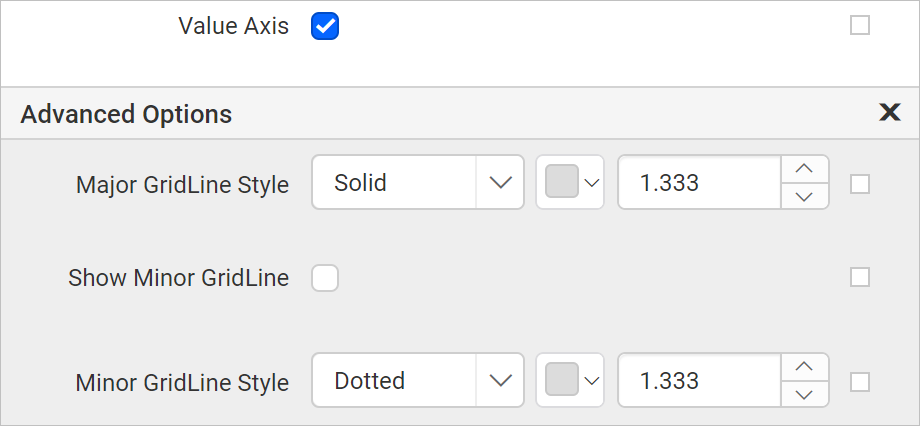 Value Axis
Advanced Options
Major GridLine Style Solid 1.333
Show Minor GridLine
Minor GridLine Style Dotted 1.333